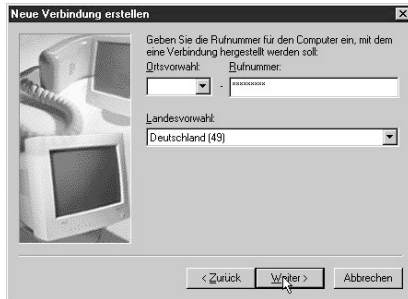 Neue Verbindung erstellen
Geben Sie die Rufnummer für den Computer ein, mit dem
eine Verbindung hergestellt werden soll:
Ortsvorwahl: Rufnummer:
- ×××××××××
Landesvorwahl:
Deutschland (49)
< Zurück Weiter > Abbrechen